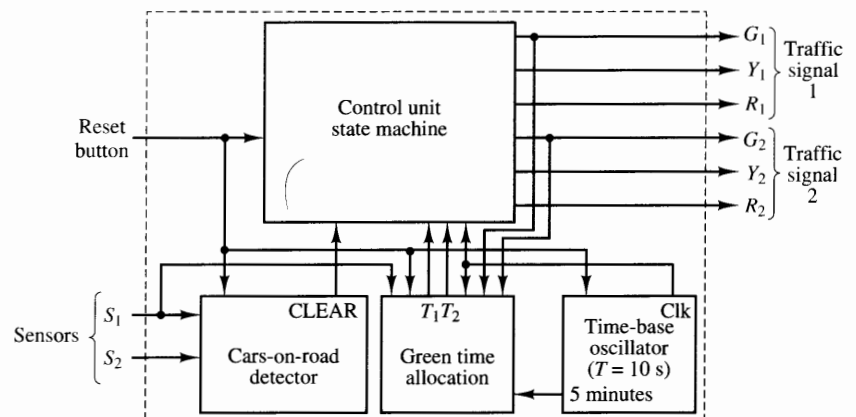 Control unit
state machine
Reset
button
G₁
Y₁
R₁
Traffic
signal
1
G₂
Y₂
R₂
Traffic
signal
2
Sensors
S₁
S₂
CLEAR
Cars-on-road
detector
T₁T₂
Green time
allocation
Clk
Time-base
oscillator
(T = 10 s)
5 minutes